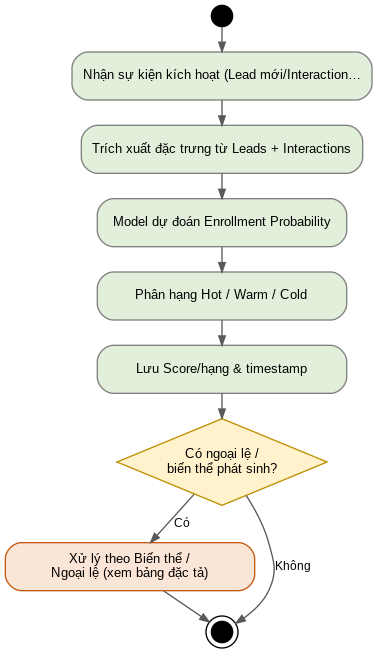 Nhận sự kiện kích hoạt (Lead mới/Interaction…
Trích xuất đặc trưng từ Leads + Interactions
Model dự đoán Enrollment Probability
Phân hạng Hot / Warm / Cold
Lưu Score/hạng & timestamp
Có ngoại lệ /
biến thể phát sinh?
Có
Không
Xử lý theo Biến thể /
Ngoại lệ (xem bảng đặc tả)